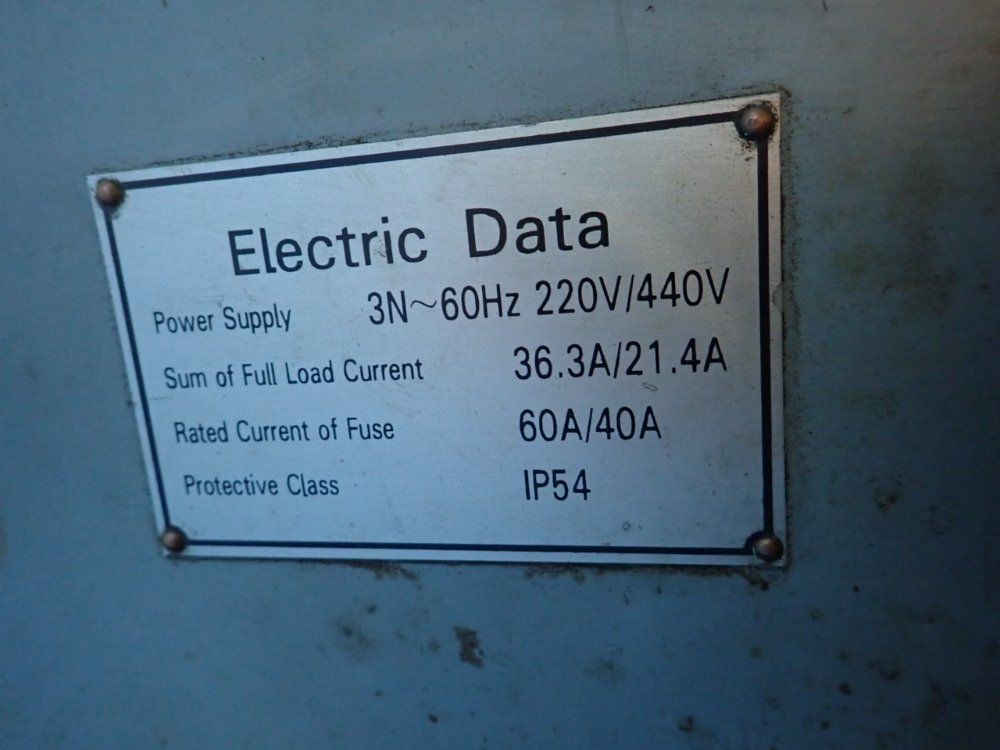 Electric Data
Power Supply 3N~60Hz 220V/440V
Sum of Full Load Current 36.3A/21.4A
Rated Current of Fuse 60A/40A
Protective Class IP54